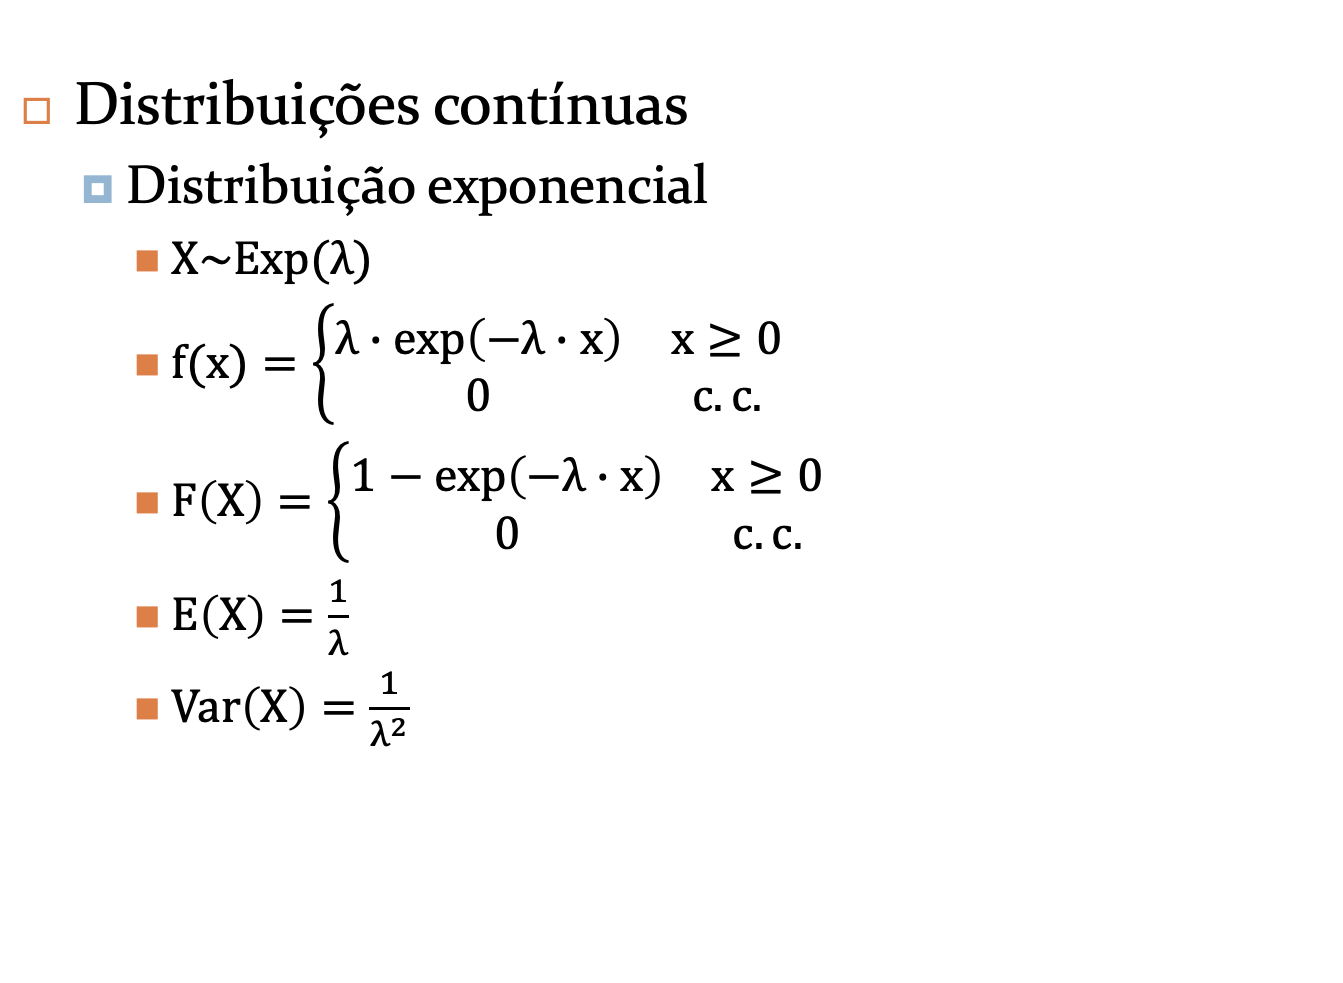 Distribuições contínuas
Distribuição exponencial
X~Exp(λ)
f(x) = {λ · exp(−λ · x) x ≥ 0
0 c. c.
F(X) = {1 − exp(−λ · x) x ≥ 0
0 c. c.
E(X) = 1/λ
Var(X) = 1/λ²